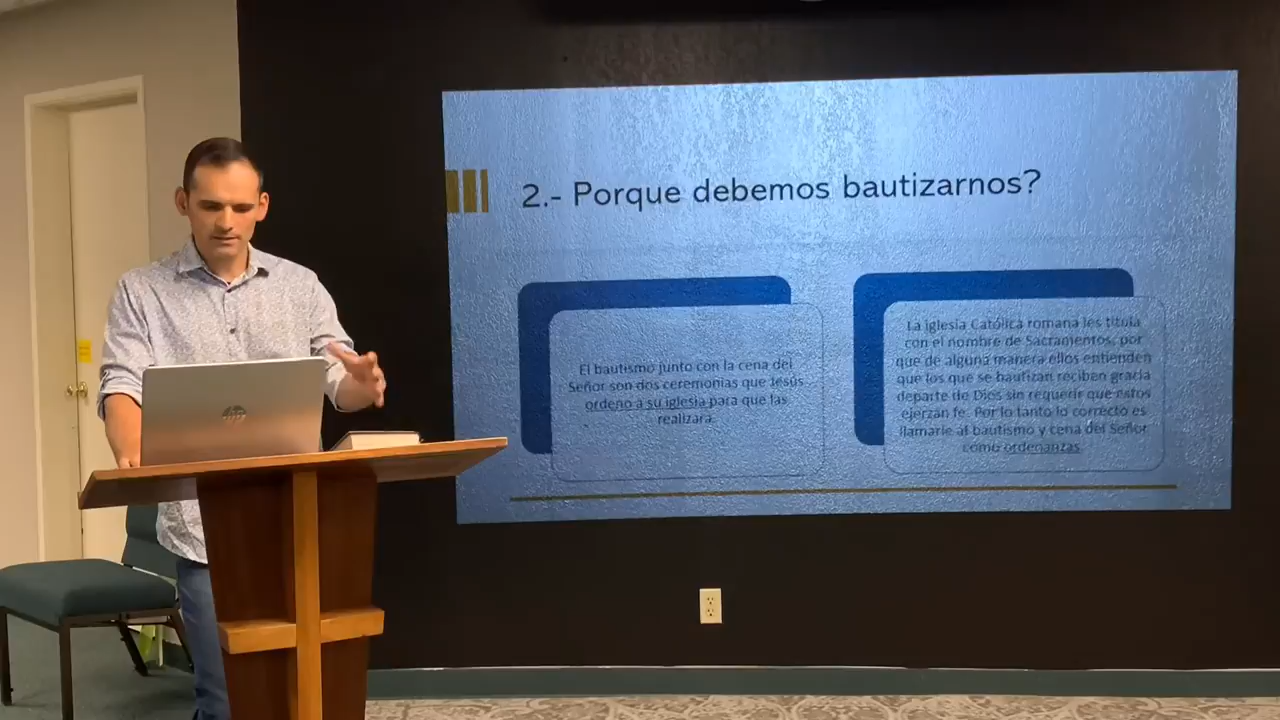 2.- Porque debemos bautizarnos?
El bautismo junto con la cena del
Señor son dos ceremonias que Jesús
ordeno a su iglesia para que las
realizara.
La iglesia Católica romana les titula
con el nombre de Sacramentos, por
que de alguna manera ellos entienden
que los que se bautizan reciben gracia
departe de Dios sin requerir que estos
ejerzan fe. Por lo tanto lo correcto es
llamarle al bautismo y cena del Señor
como ordenanzas.
hp